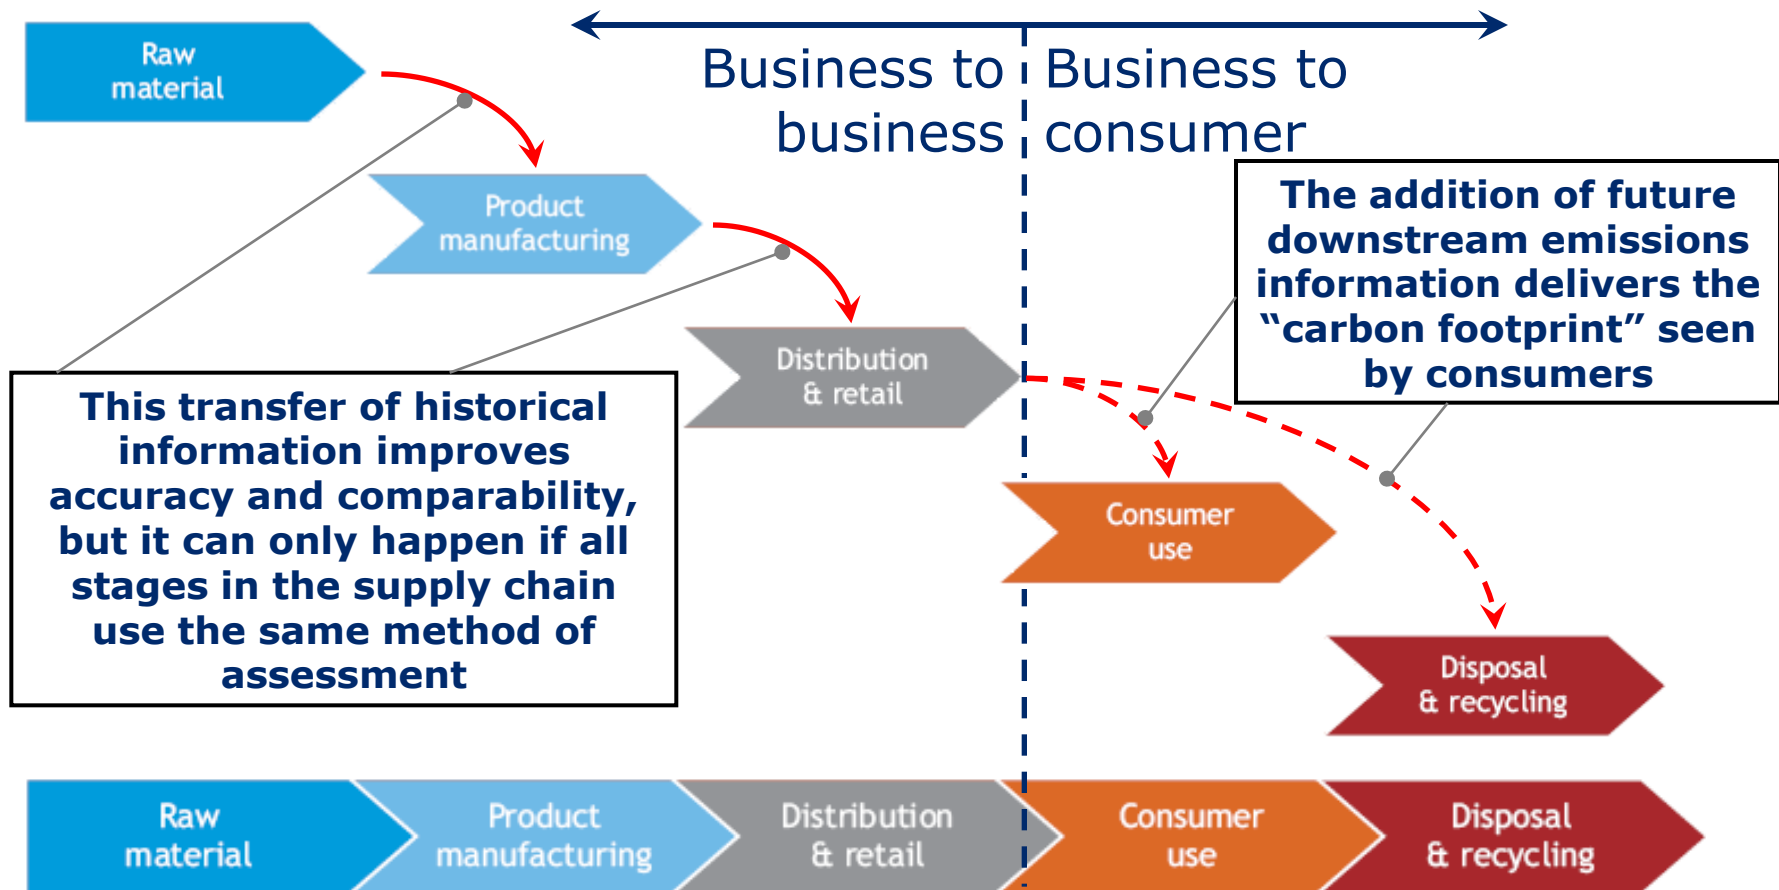 Raw
material
Business to
business
Business to
consumer
Product
manufacturing
The addition of future
downstream emissions
information delivers the
“carbon footprint” seen
by consumers
Distribution
& retail
This transfer of historical
information improves
accuracy and comparability,
but it can only happen if all
stages in the supply chain
use the same method of
assessment
Consumer
use
Disposal
& recycling
Raw
material
Product
manufacturing
Distribution
& retail
Consumer
use
Disposal
& recycling